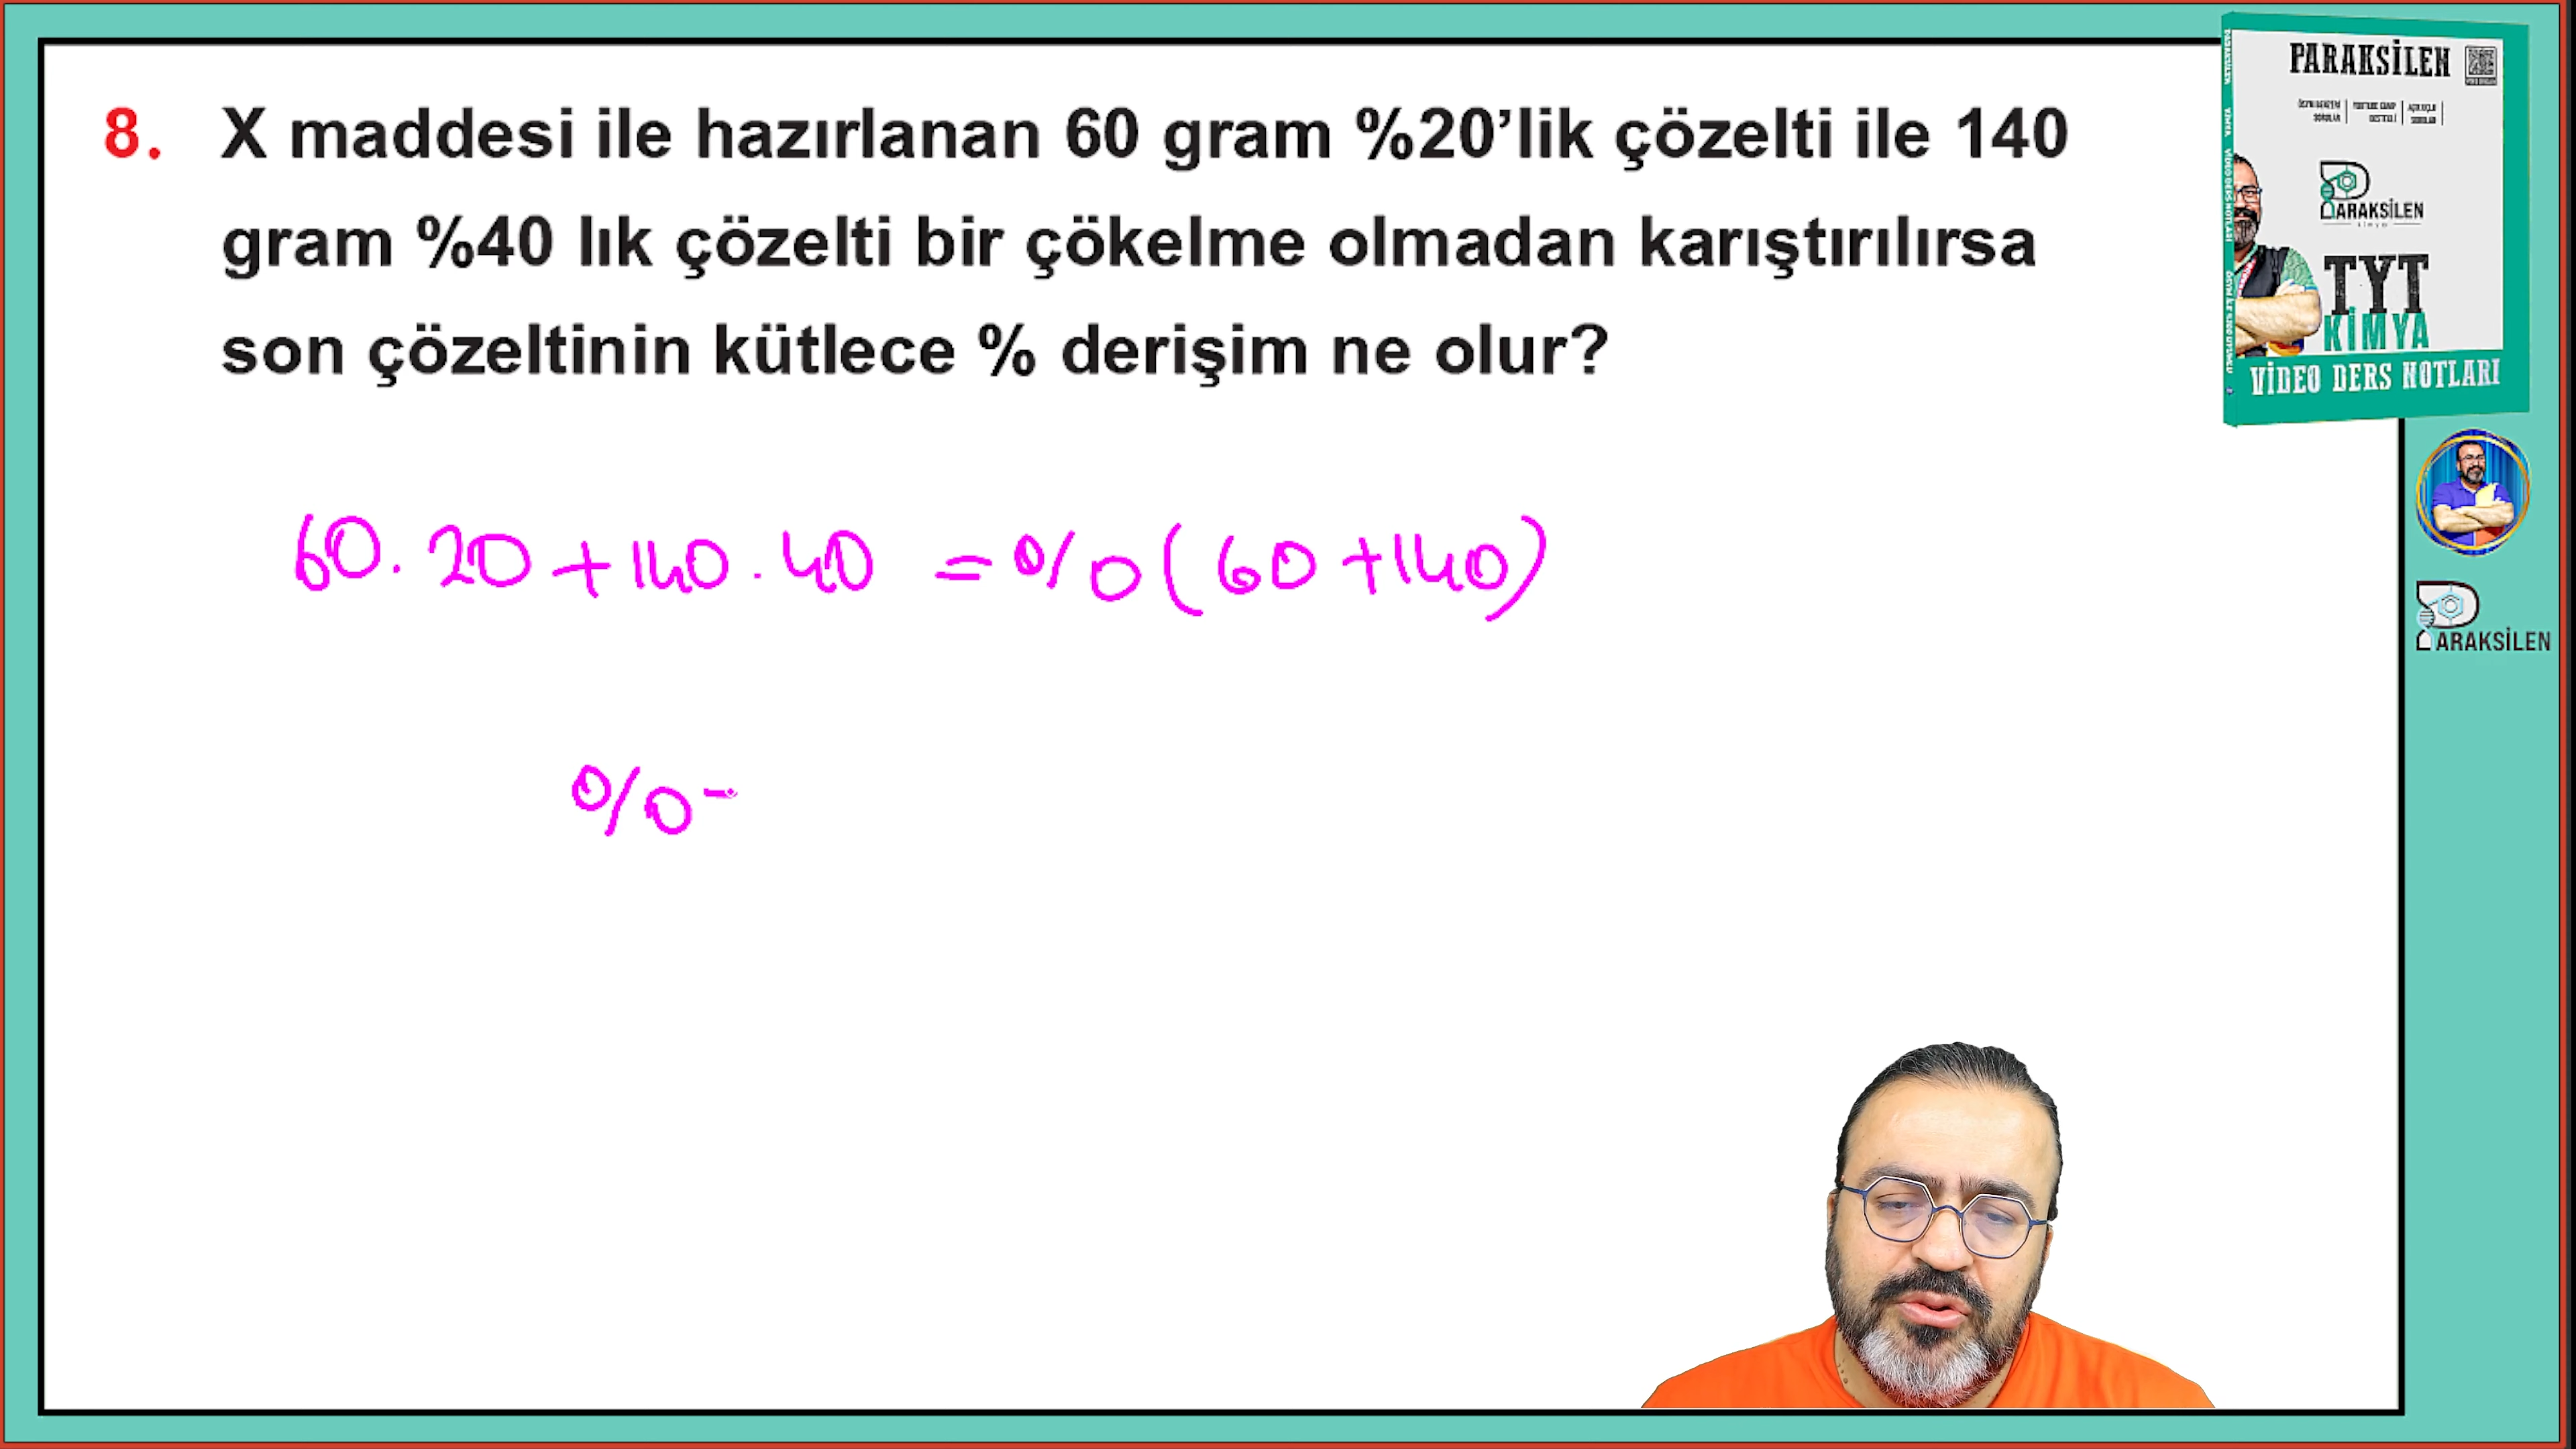 8. X maddesi ile hazırlanan 60 gram %20’lik çözelti ile 140
gram %40 lık çözelti bir çökelme olmadan karıştırılırsa
son çözeltinin kütlece % derişim ne olur?
60.20+140.40 =%(60+140)
%
PARAKSİLEN
PARAKSİLEN
TYT
KİMYA
VİDEO DERS NOTLARI
PARAKSİLEN